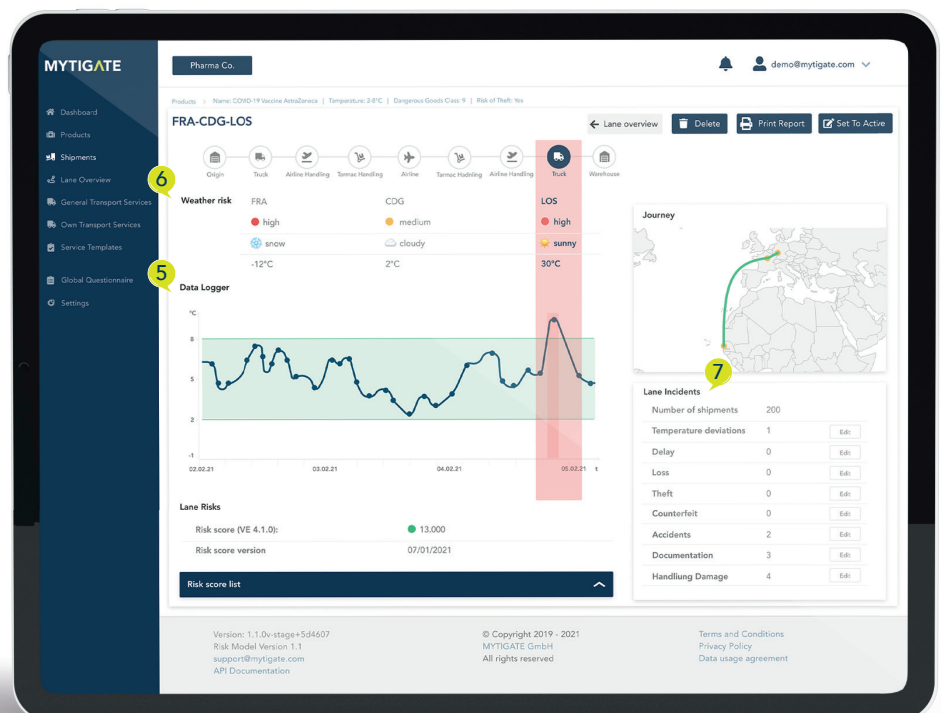 MYTIGATE
Pharma Co.
demo@mytigate.com
Dashboard
Products
Shipments
Lane Overview
General Transport Services
Own Transport Services
Service Templates
Global Questionnaire
Settings
Products > Name: COVID-19 Vaccine AstraZeneca | Temperature: 2-8°C | Dangerous Goods Class: 9 | Risk of Theft: Yes
FRA-CDG-LOS
Lane overview
Delete
Print Report
Set To Active
Origin Truck Airline Handling Tarmac Handling Airline Tarmac Hadnling Airline Handling Truck Warehouse
6
Weather risk FRA CDG LOS
high medium high
snow cloudy sunny
-12°C 2°C 30°C
5
Data Logger
°C
8
5
2
-1
02.02.21 03.02.21 04.02.21 05.02.21 t
Lane Risks
Risk score (VE 4.1.0): 13.000
Risk score version 07/01/2021
Risk score list
Journey
7
Lane Incidents
Number of shipments 200
Temperature deviations 1 Edit
Delay 0 Edit
Loss 0 Edit
Theft 0 Edit
Counterfeit 0 Edit
Accidents 2 Edit
Documentation 3 Edit
Handliung Damage 4 Edit
Version: 1.1.0v-stage+5d4607
Risk Model Version 1.1
support@mytigate.com
API Documentation
© Copyright 2019 - 2021
MYTIGATE GmbH
All rights reserved
Terms and Conditions
Privacy Policy
Data usage agreement